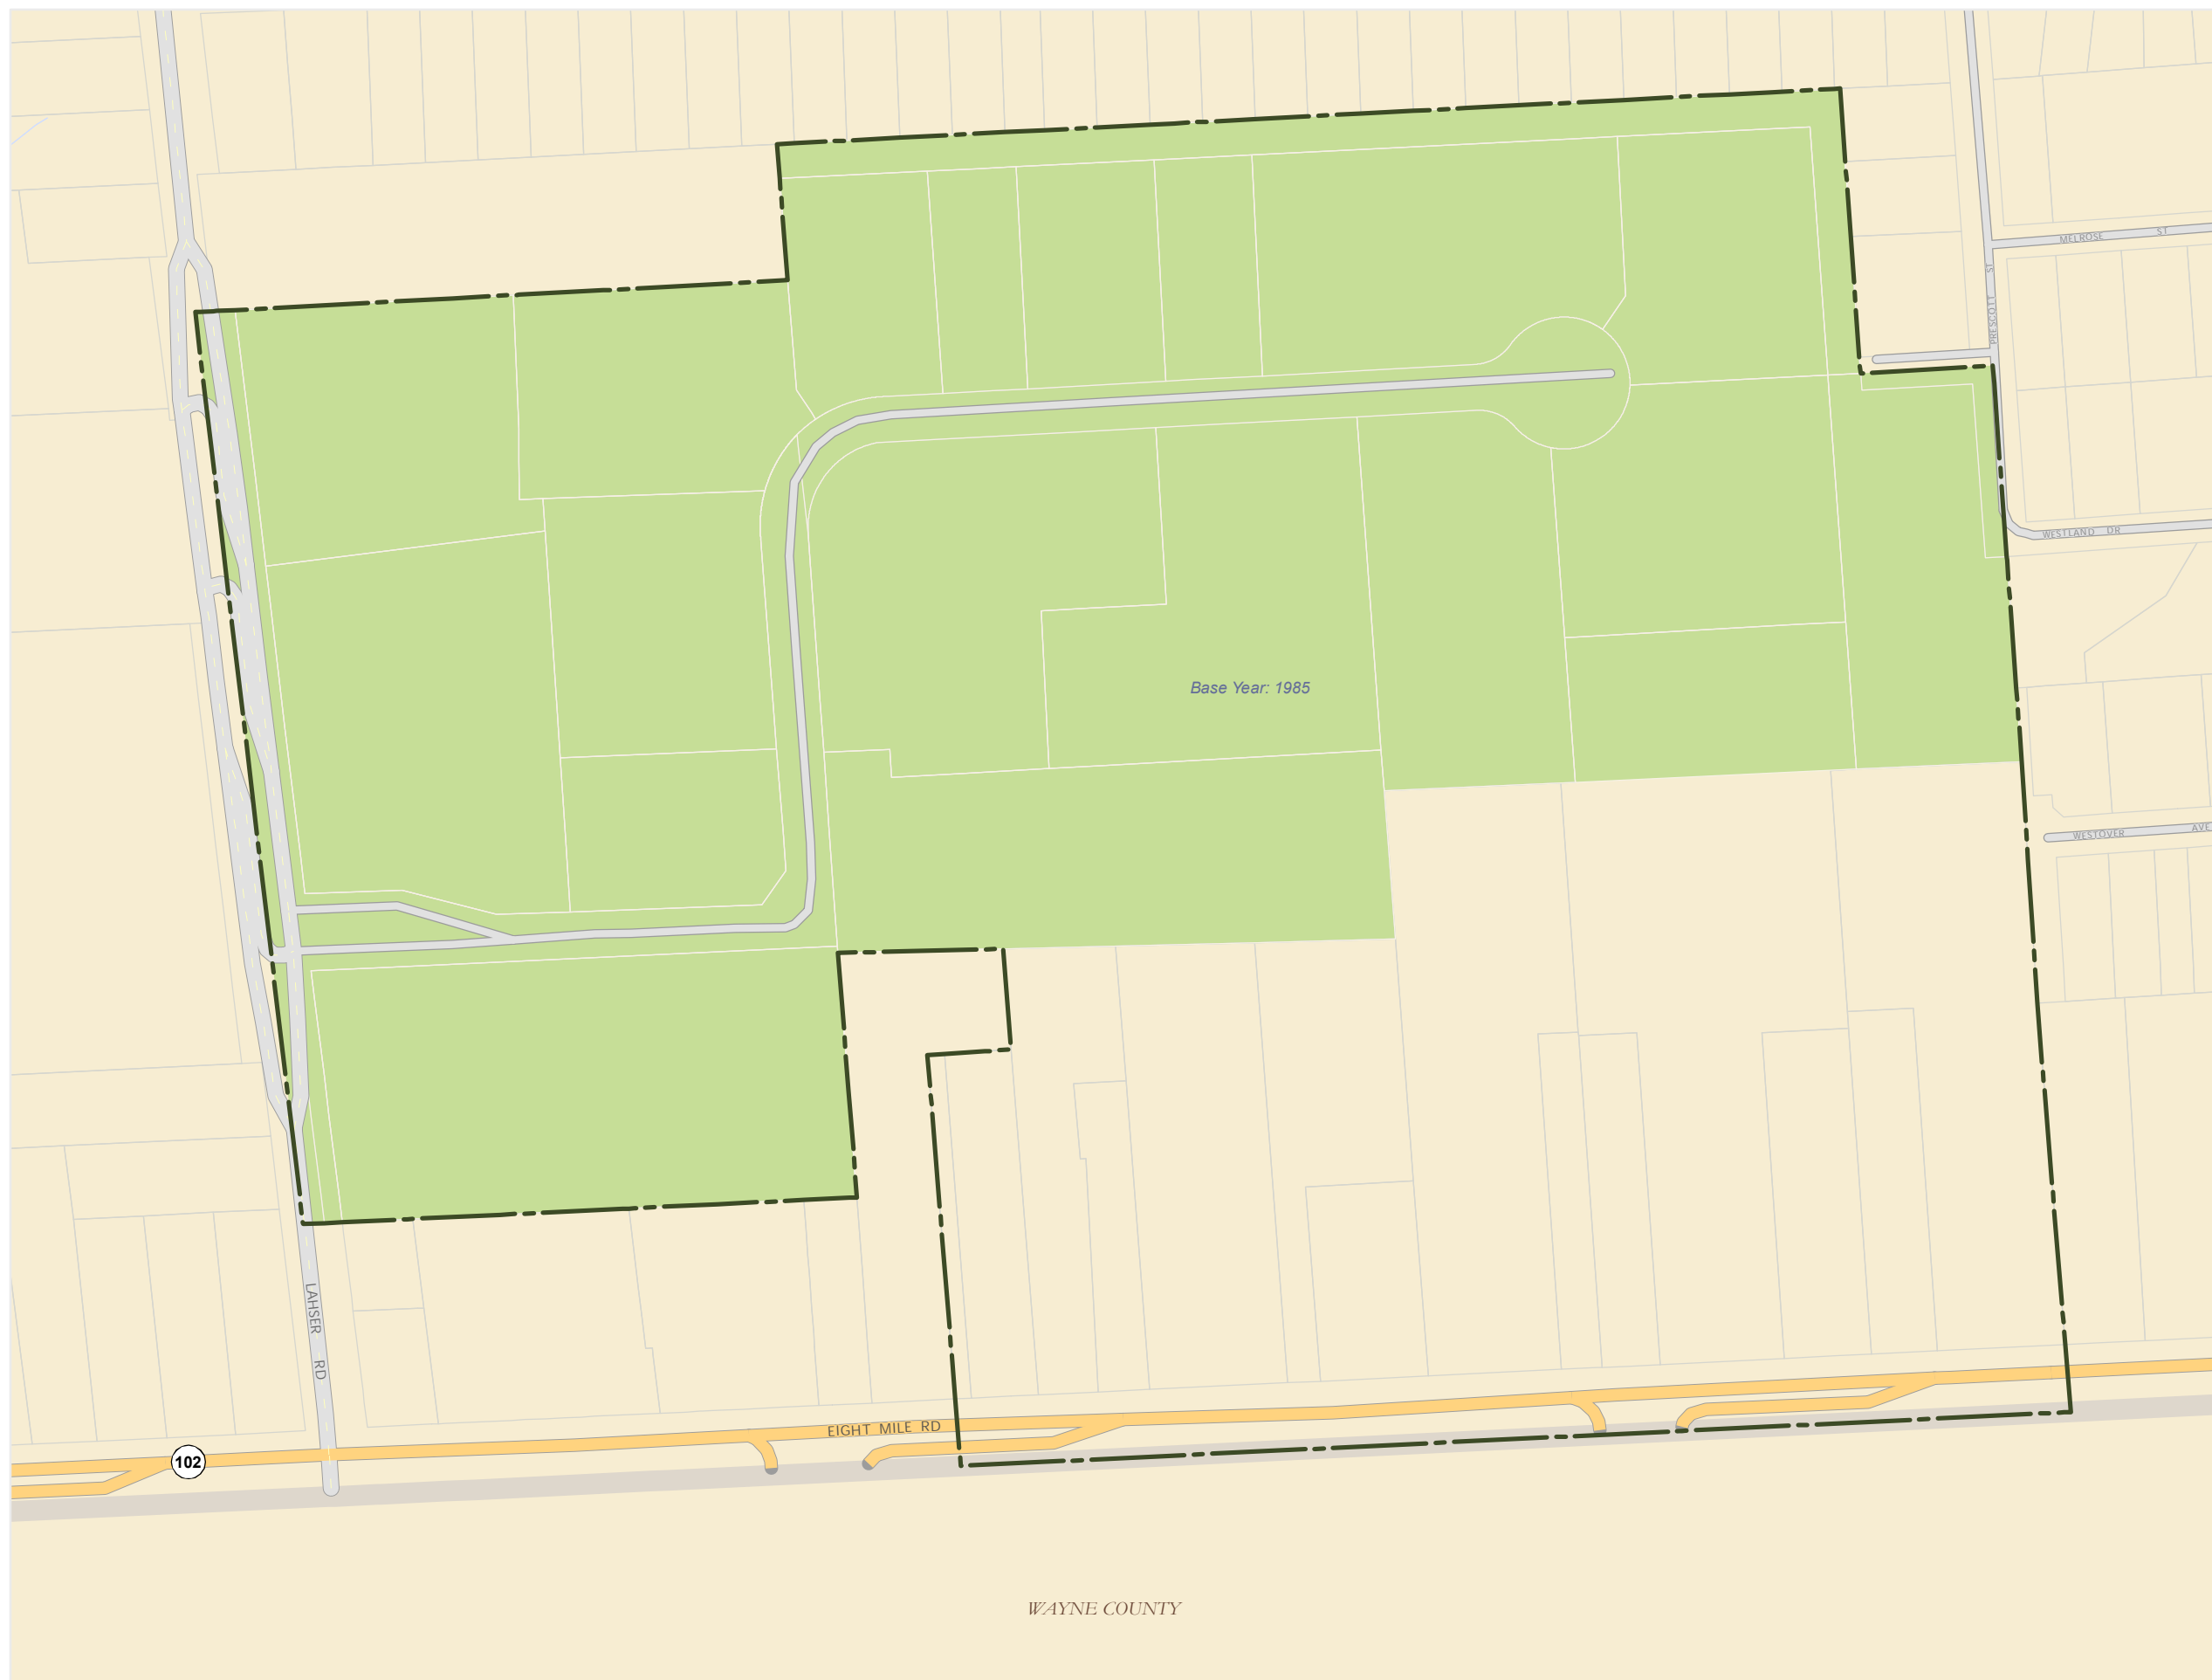 MELROSE ST
PRESCOTT ST
WESTLAND DR
Base Year: 1985
WESTOVER AVE
LAHSER RD
EIGHT MILE RD
102
WAYNE COUNTY